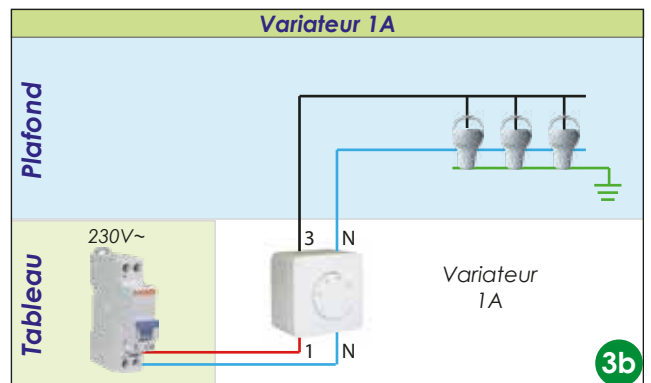 Variateur 1A
Plafond
Tableau
230V~
3 N
1 N
Variateur
1A
3b